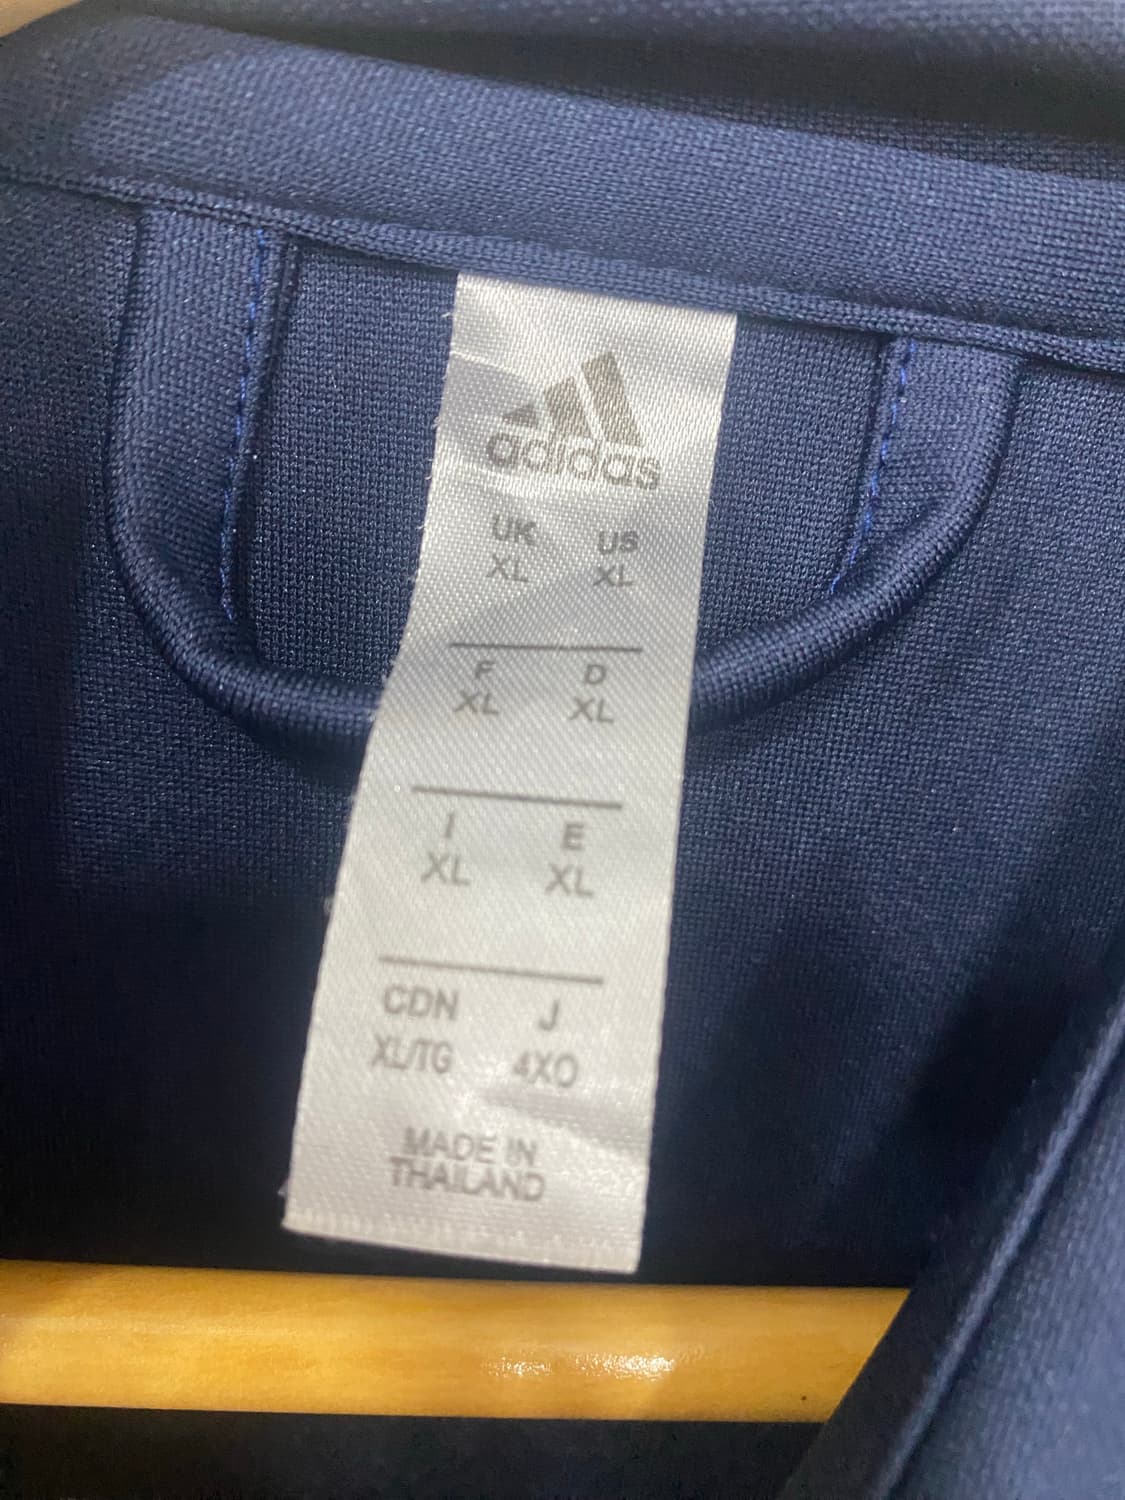 adidas
UK US
XL XL
F D
XL XL
I E
XL XL
CDN J
XL/TG 4XO
MADE IN
THAILAND